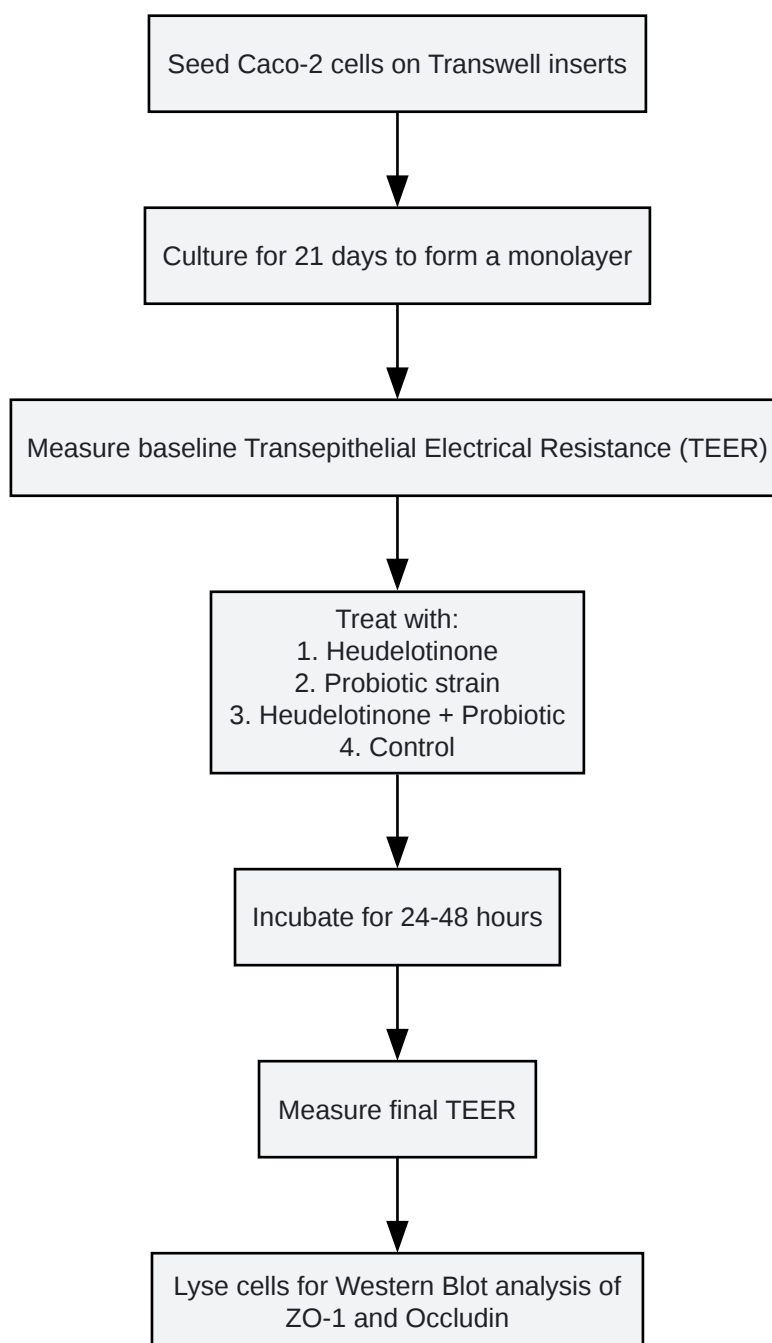 Seed Caco-2 cells on Transwell inserts
Culture for 21 days to form a monolayer
Measure baseline Transepithelial Electrical Resistance (TEER)
Treat with:
1. Heudelotinone
2. Probiotic strain
3. Heudelotinone + Probiotic
4. Control
Incubate for 24-48 hours
Measure final TEER
Lyse cells for Western Blot analysis of
ZO-1 and Occludin